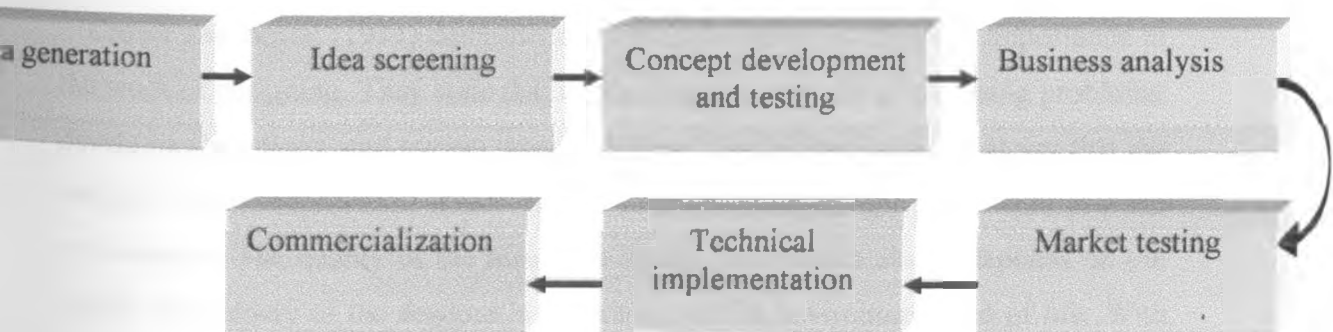 a generation
Idea screening
Concept development
and testing
Business analysis
Commercialization
Technical
implementation
Market testing